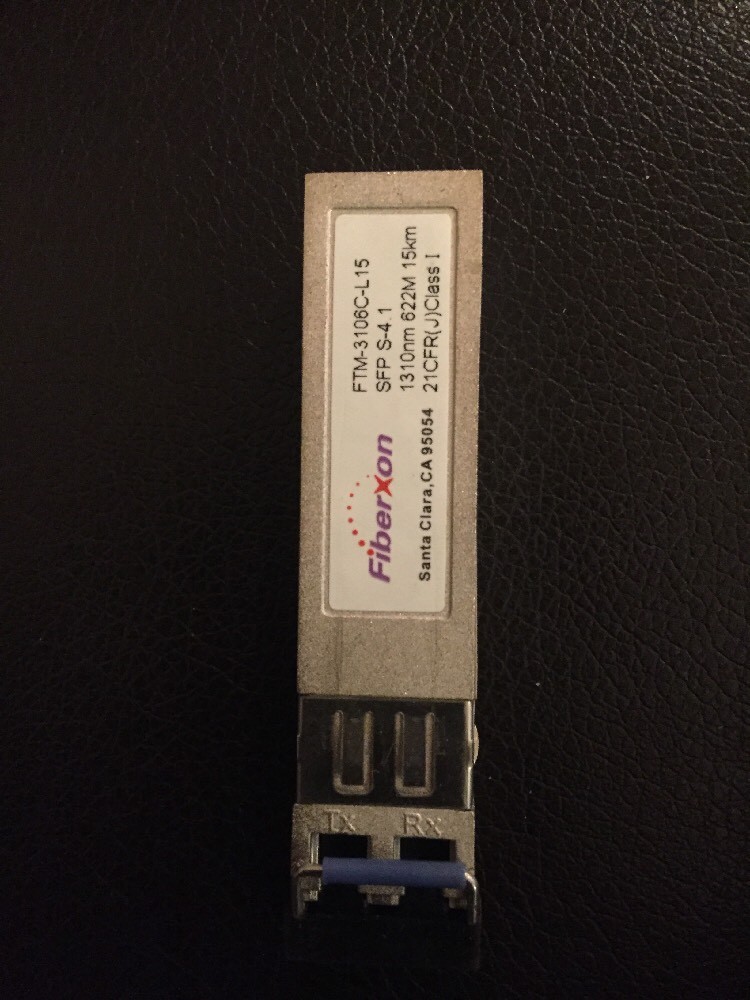 FTM-3106C-L15
SFP S-4.1
1310nm 622M 15km
21CFR(J)Class I
Fiberxon
Santa Clara,CA 95054
Tx Rx